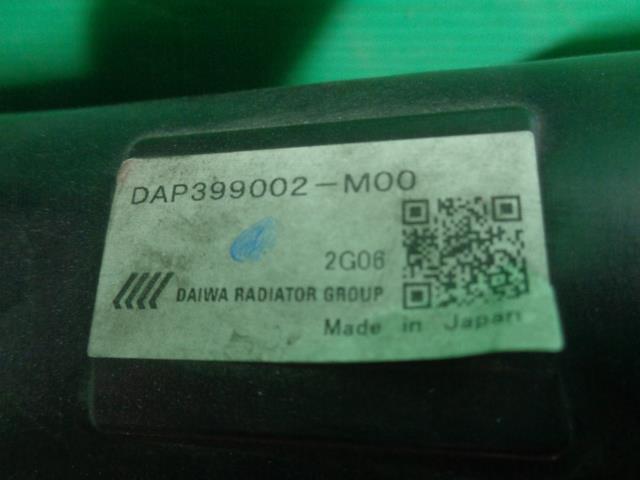 DAP399002-M00
2G06
DAIWA RADIATOR GROUP
Made in Japan